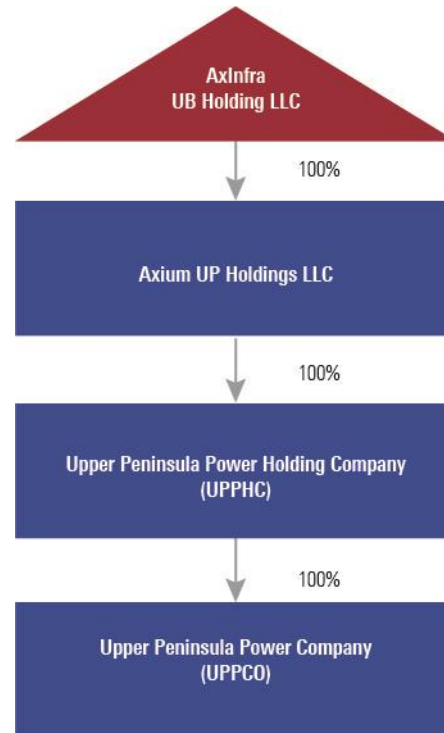 AxInfra
UB Holding LLC
100%
Axium UP Holdings LLC
100%
Upper Peninsula Power Holding Company
(UPPHC)
100%
Upper Peninsula Power Company
(UPPCO)